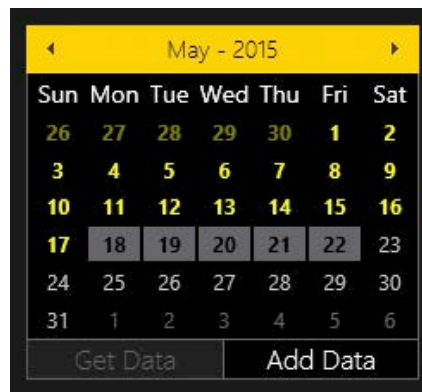 May - 2015
Sun Mon Tue Wed Thu Fri Sat
26 27 28 29 30 1 2
3 4 5 6 7 8 9
10 11 12 13 14 15 16
17 18 19 20 21 22 23
24 25 26 27 28 29 30
31 1 2 3 4 5 6
Get Data Add Data